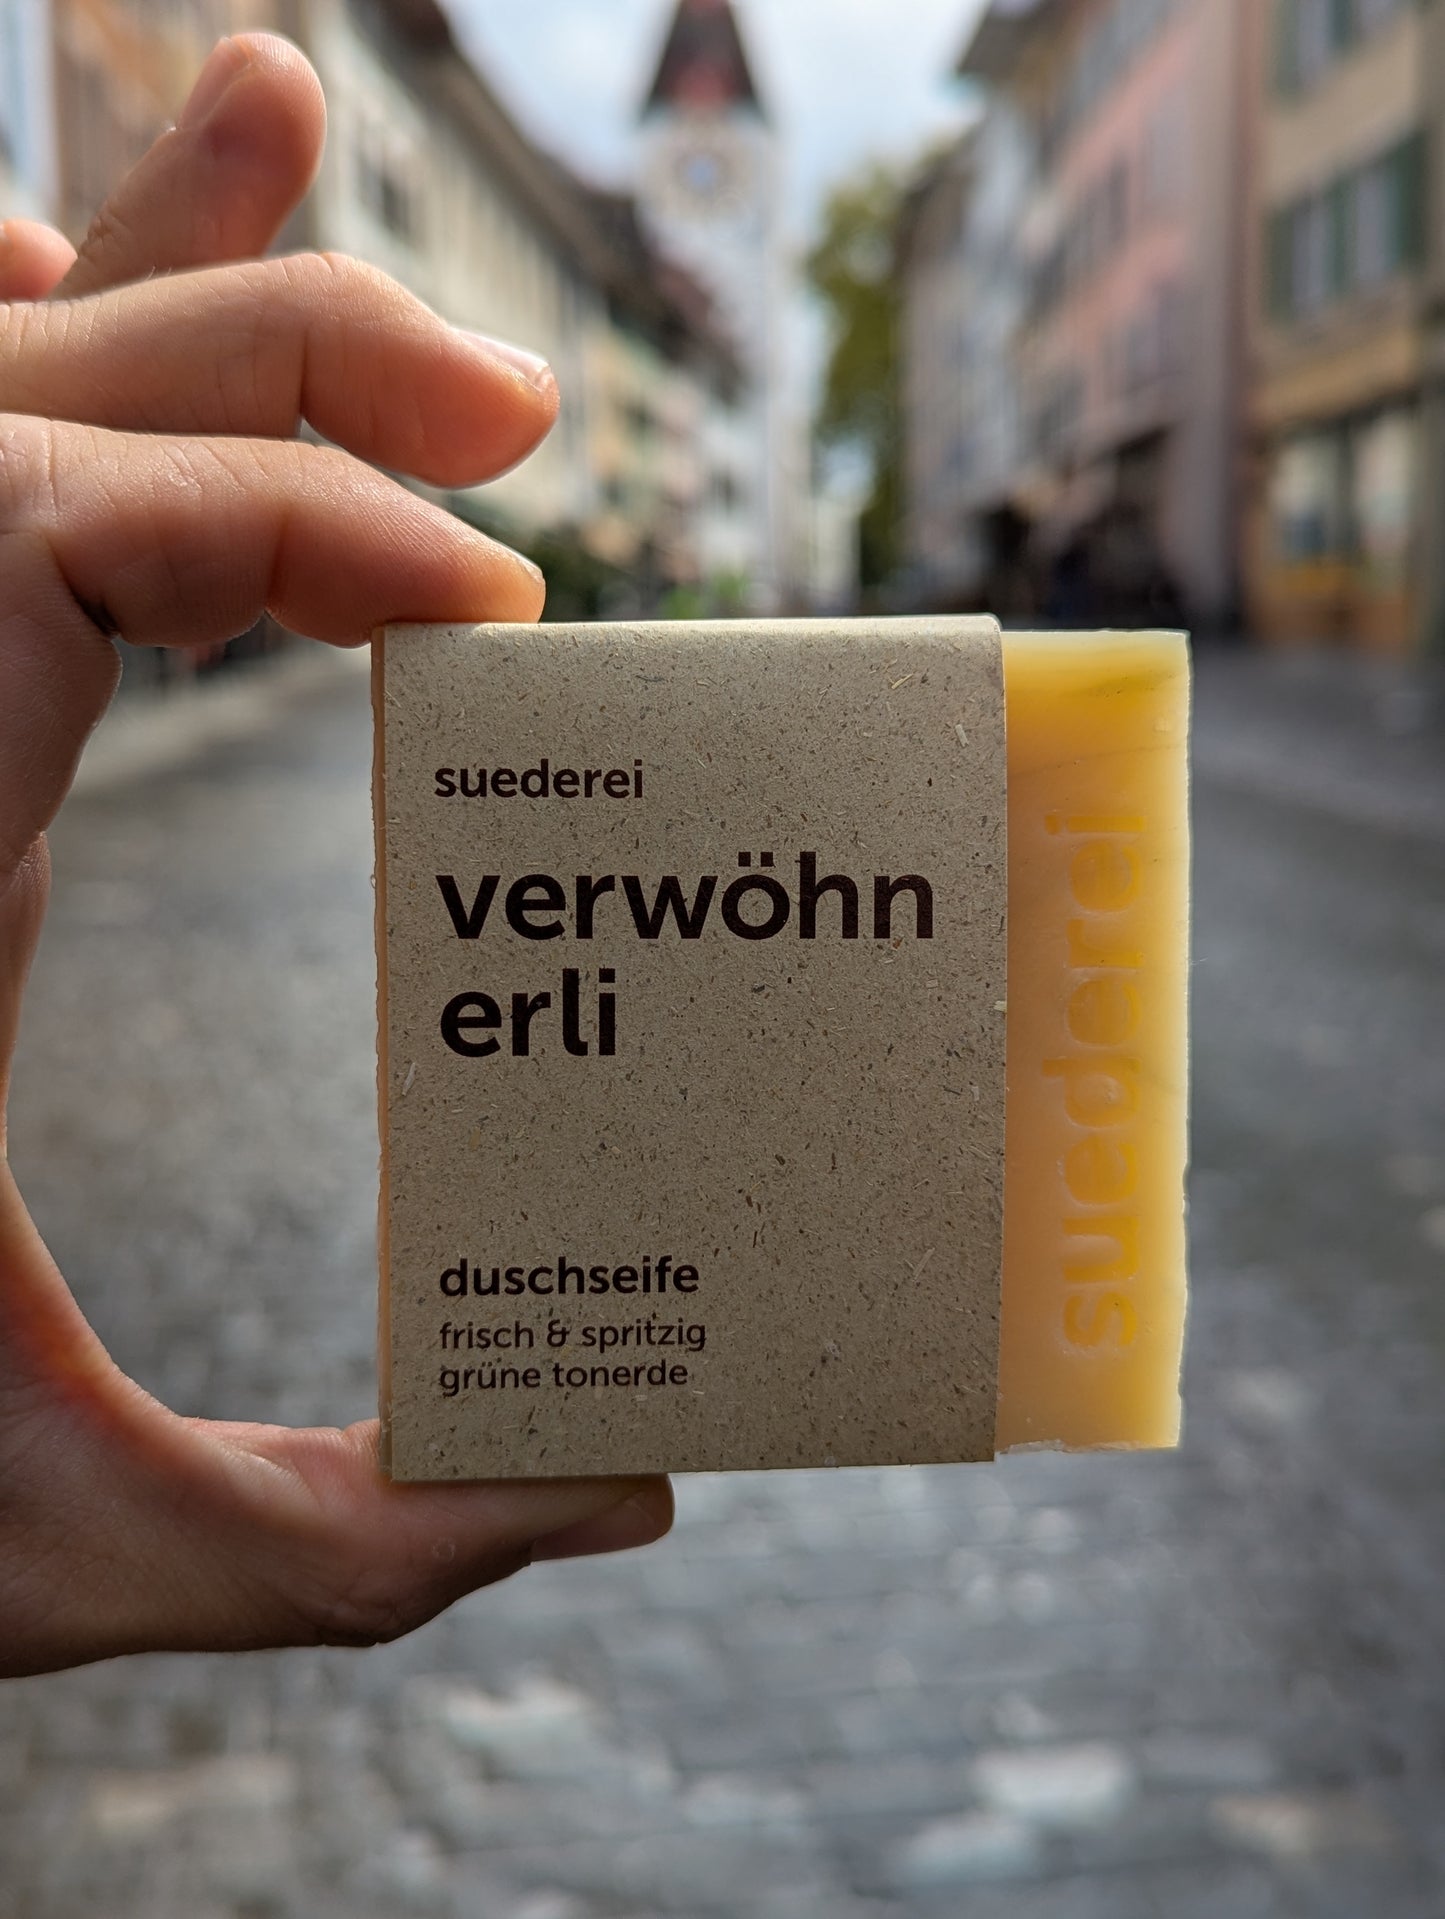 suederei
verwöhn
erli
duschseife
frisch & spritzig
grüne tonerde
suederei